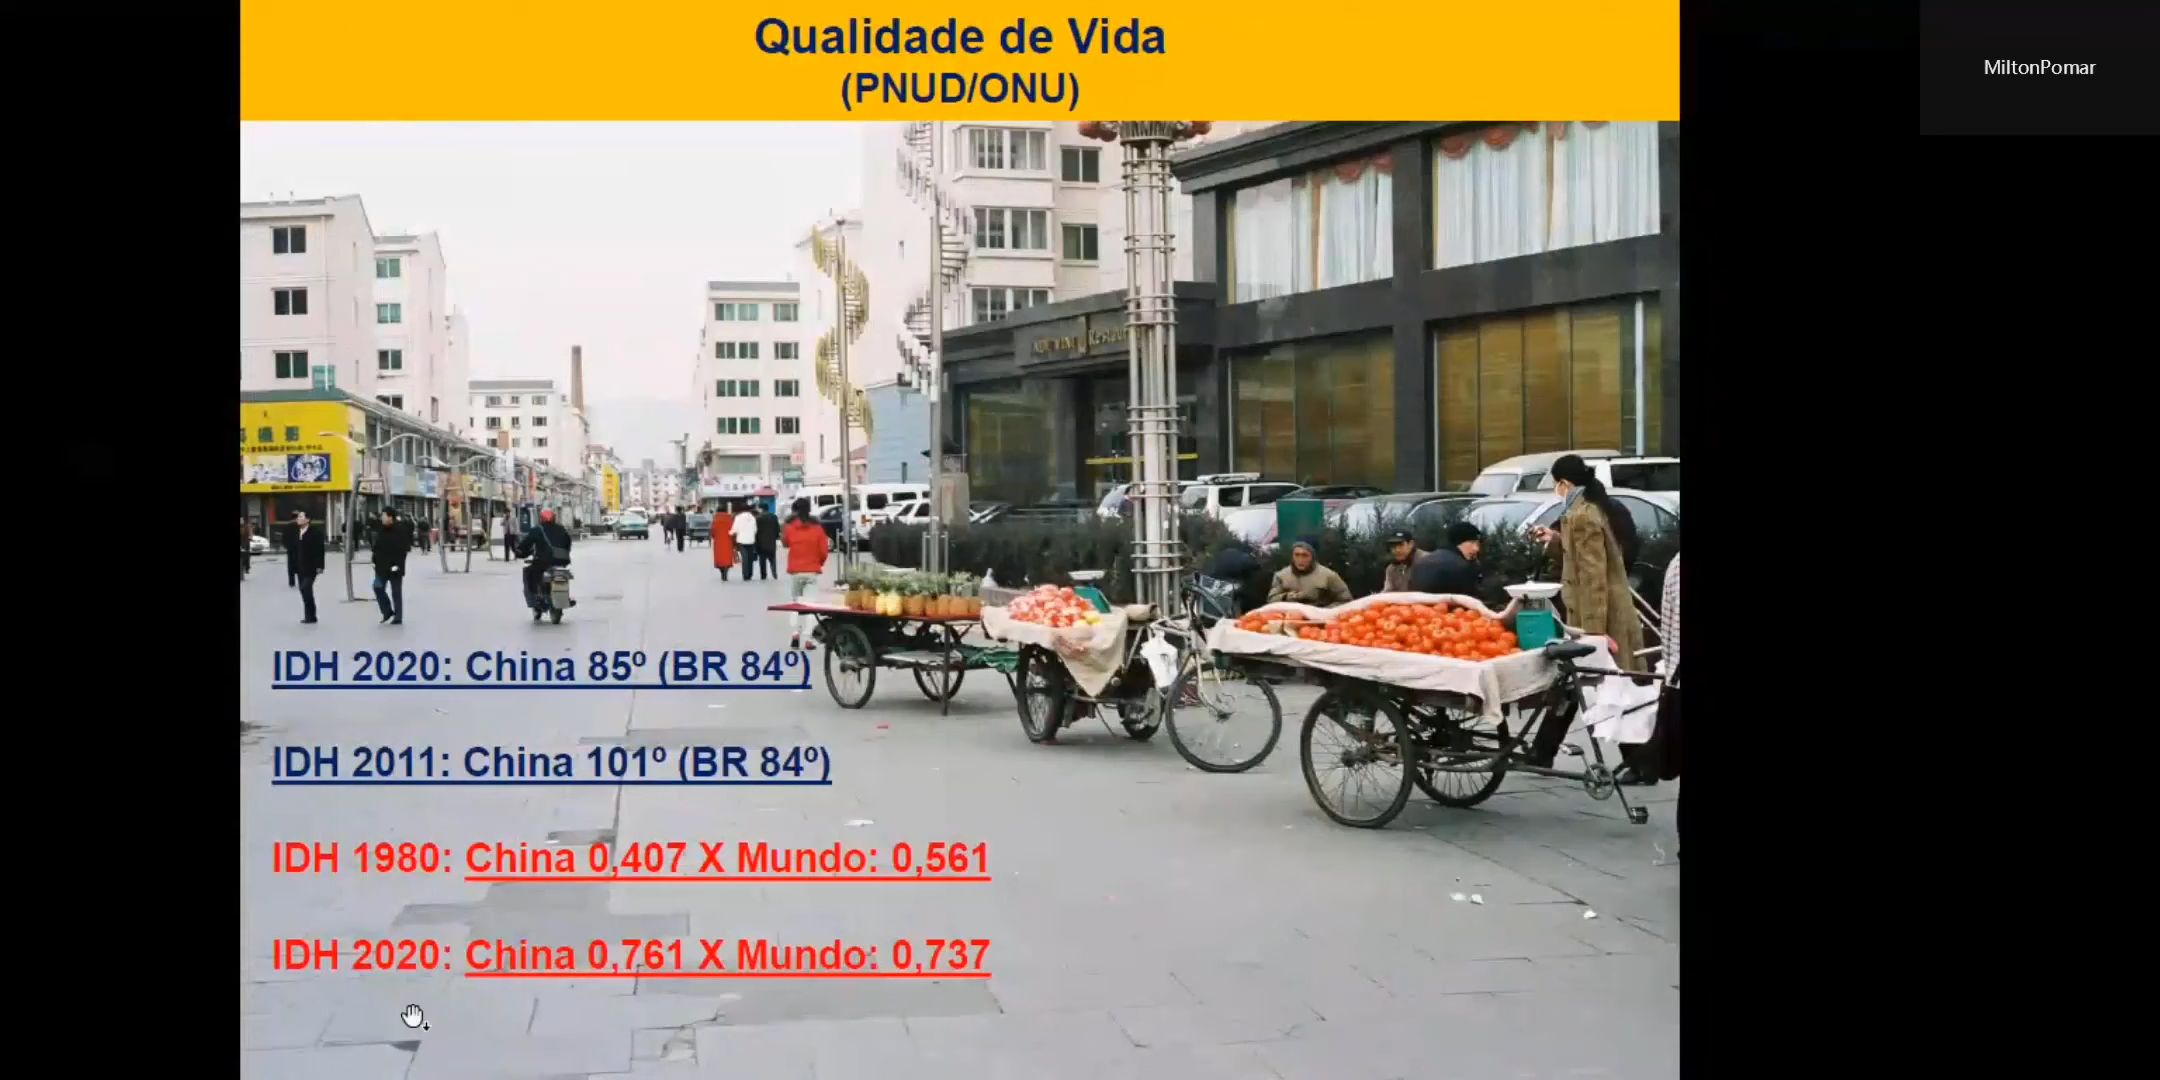 Qualidade de Vida
(PNUD/ONU)
MiltonPomar
Restaur
IDH 2020: China 85º (BR 84º)
IDH 2011: China 101º (BR 84º)
IDH 1980: China 0,407 X Mundo: 0,561
IDH 2020: China 0,761 X Mundo: 0,737